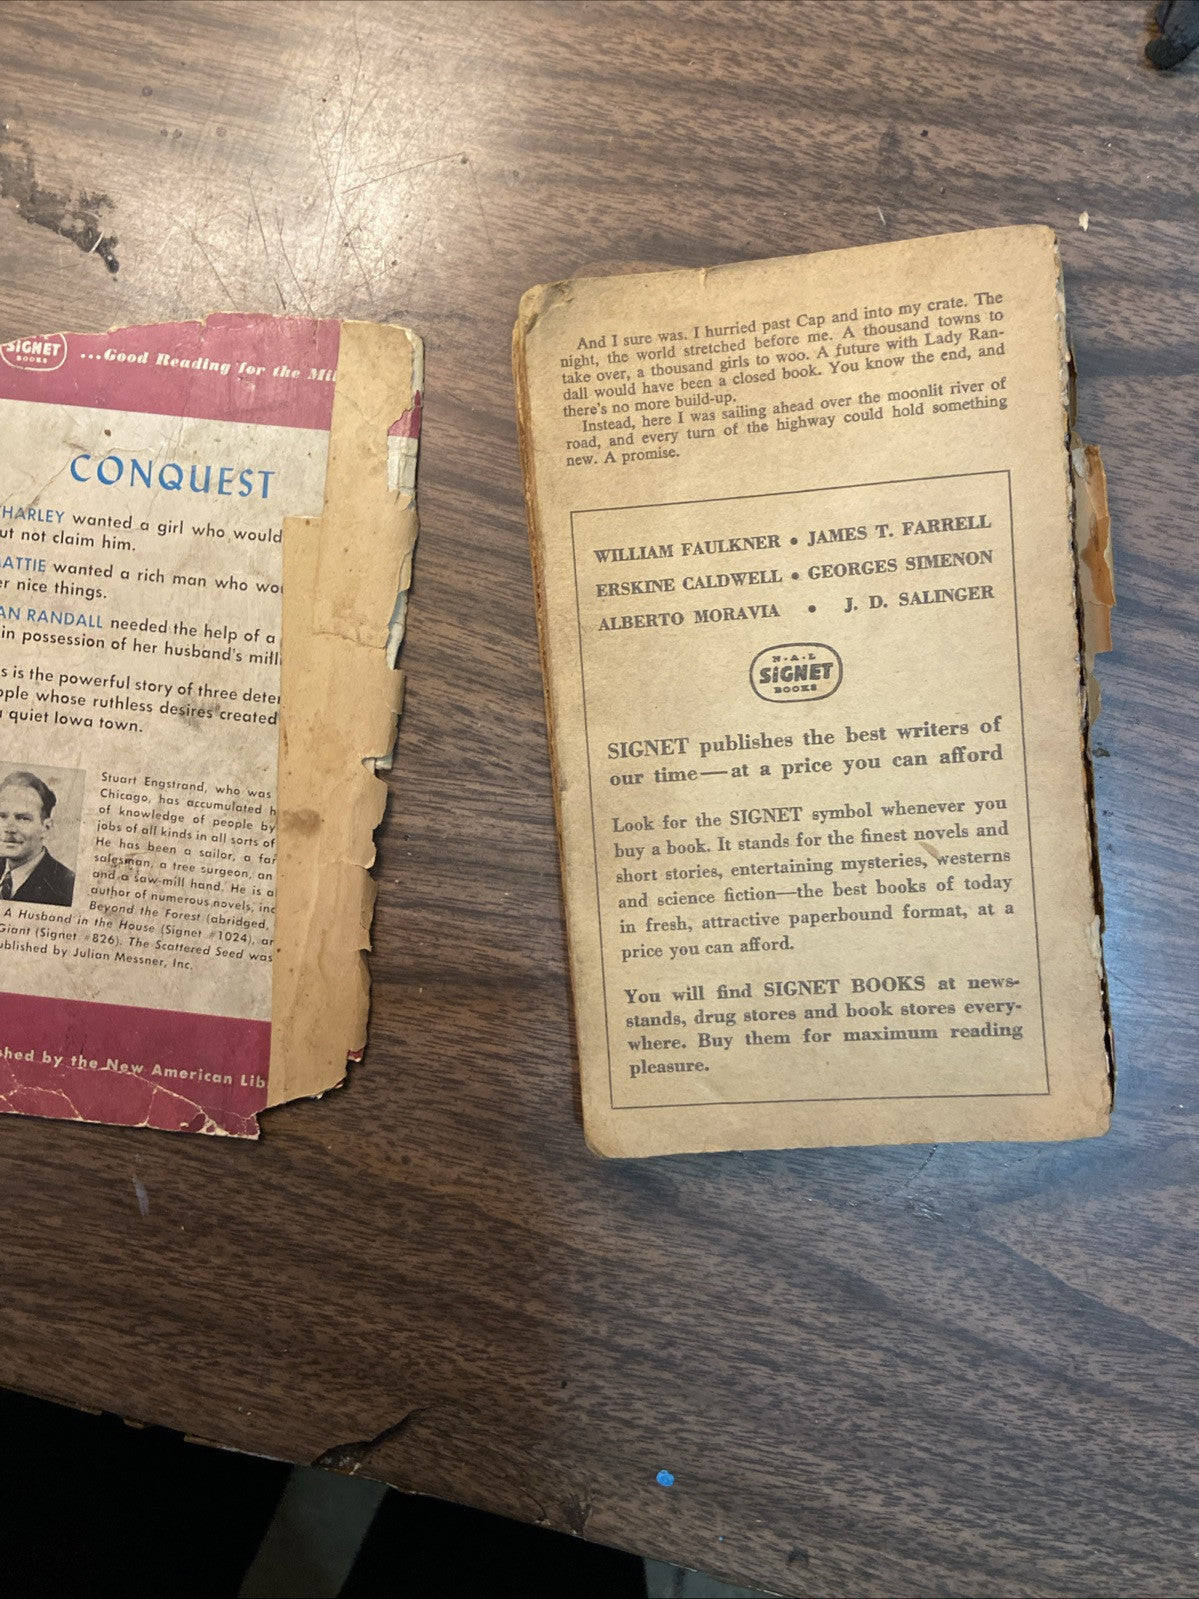 SIGNET
BOOKS
...Good Reading for the
CONQUEST
HARLEY wanted a girl who would
ut not claim him.
ATTIE wanted a rich man who
er nice things.
AN RANDALL needed the help of a
in possession of her husband's
s is the powerful story of three
ople whose ruthless desires created
a quiet Iowa town.
Stuart Engstrand, who was
Chicago, has accumulated
of knowledge of people by
jobs of all kinds in all sorts of
He has been a sailor, a
salesman, a tree surgeon, an
and a saw-mill hand. He is a
author of numerous novels,
Beyond the Forest (abridged,
A Husband in the House (Signet #1024),
Giant (Signet #826). The Scattered Seed was
ublished by Julian Messner, Inc.
shed by the New American Lib
And I sure was. I hurried past Cap and into my crate. The
night, the world stretched before me. A thousand towns to
take over, a thousand girls to woo. A future with Lady Ran-
dall would have been a closed book. You know the end, and
there's no more build-up.
Instead, here I was sailing ahead over the moonlit river of
road, and every turn of the highway could hold something
new. A promise.
WILLIAM FAULKNER • JAMES T. FARRELL
ERSKINE CALDWELL • GEORGES SIMENON
ALBERTO MORAVIA • J. D. SALINGER
N·A·L
SIGNET
BOOKS
SIGNET publishes the best writers of
our time—at a price you can afford
Look for the SIGNET symbol whenever you
buy a book. It stands for the finest novels and
short stories, entertaining mysteries, westerns
and science fiction—the best books of today
in fresh, attractive paperbound format, at a
price you can afford.
You will find SIGNET BOOKS at news-
stands, drug stores and book stores every-
where. Buy them for maximum reading
pleasure.